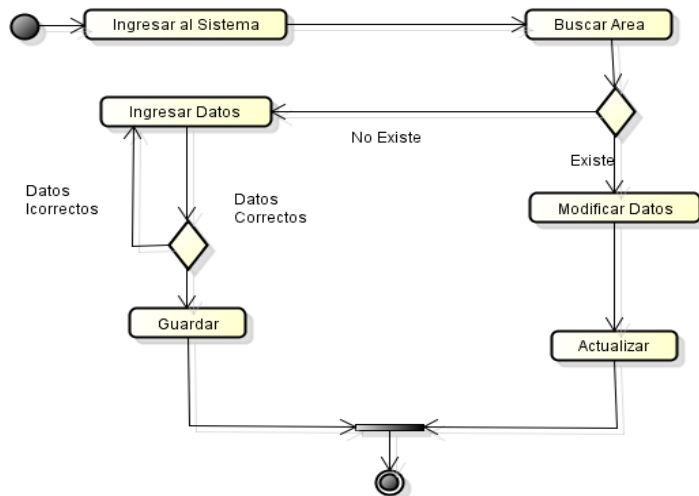 Ingresar al Sistema
Buscar Area
Ingresar Datos
No Existe
Existe
Datos
Icorrectos
Datos
Correctos
Modificar Datos
Guardar
Actualizar